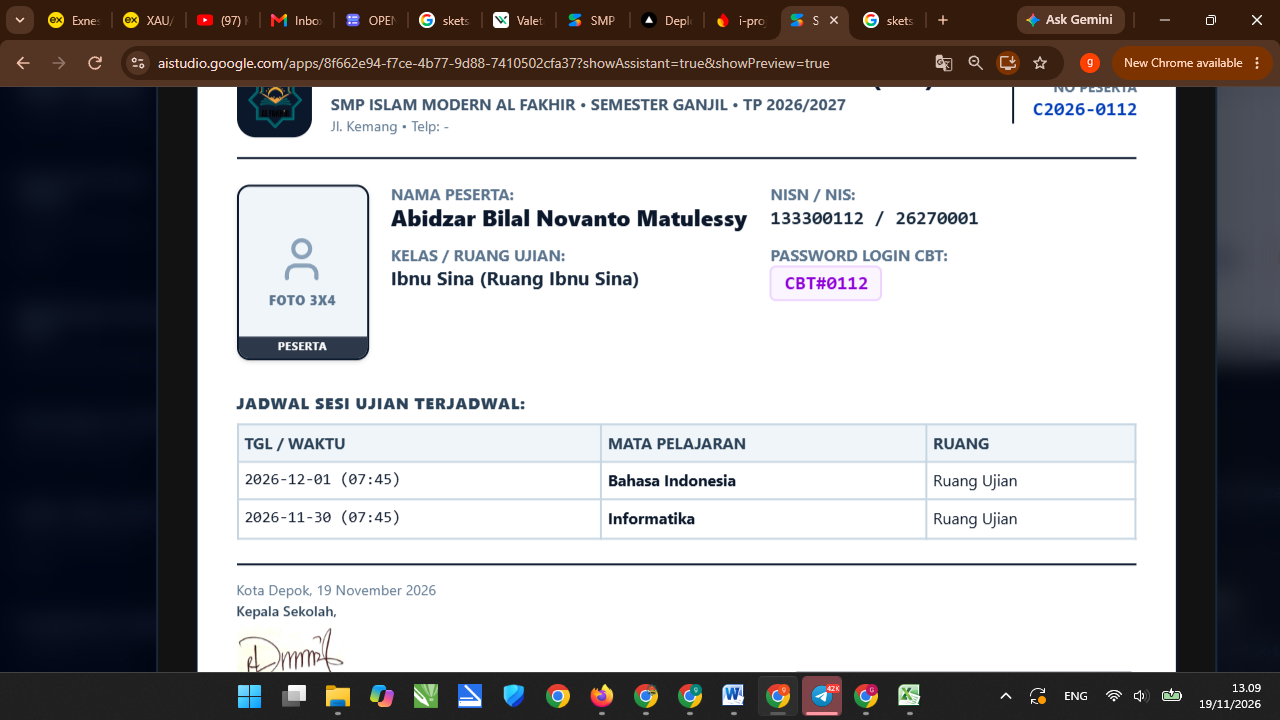 Exnes
XAU/
(97)
Inbo
OPEN
skets
Valet
SMP
Deplo
i-pro
S
skets
Ask Gemini
aistudio.google.com/apps/8f662e94-f7ce-4b77-9d88-7410502cfa37?showAssistant=true&showPreview=true
g
New Chrome available
NO PESERTA
SMP ISLAM MODERN AL FAKHIR • SEMESTER GANJIL • TP 2026/2027
C2026-0112
Jl. Kemang • Telp: -
NAMA PESERTA:
Abidzar Bilal Novanto Matulessy
NISN / NIS:
133300112 / 26270001
KELAS / RUANG UJIAN:
Ibnu Sina (Ruang Ibnu Sina)
PASSWORD LOGIN CBT:
CBT#0112
FOTO 3X4
PESERTA
JADWAL SESI UJIAN TERJADWAL:
TGL / WAKTU MATA PELAJARAN RUANG
2026-12-01 (07:45) Bahasa Indonesia Ruang Ujian
2026-11-30 (07:45) Informatika Ruang Ujian
Kota Depok, 19 November 2026
Kepala Sekolah,
42K
ENG
13.09
19/11/2026